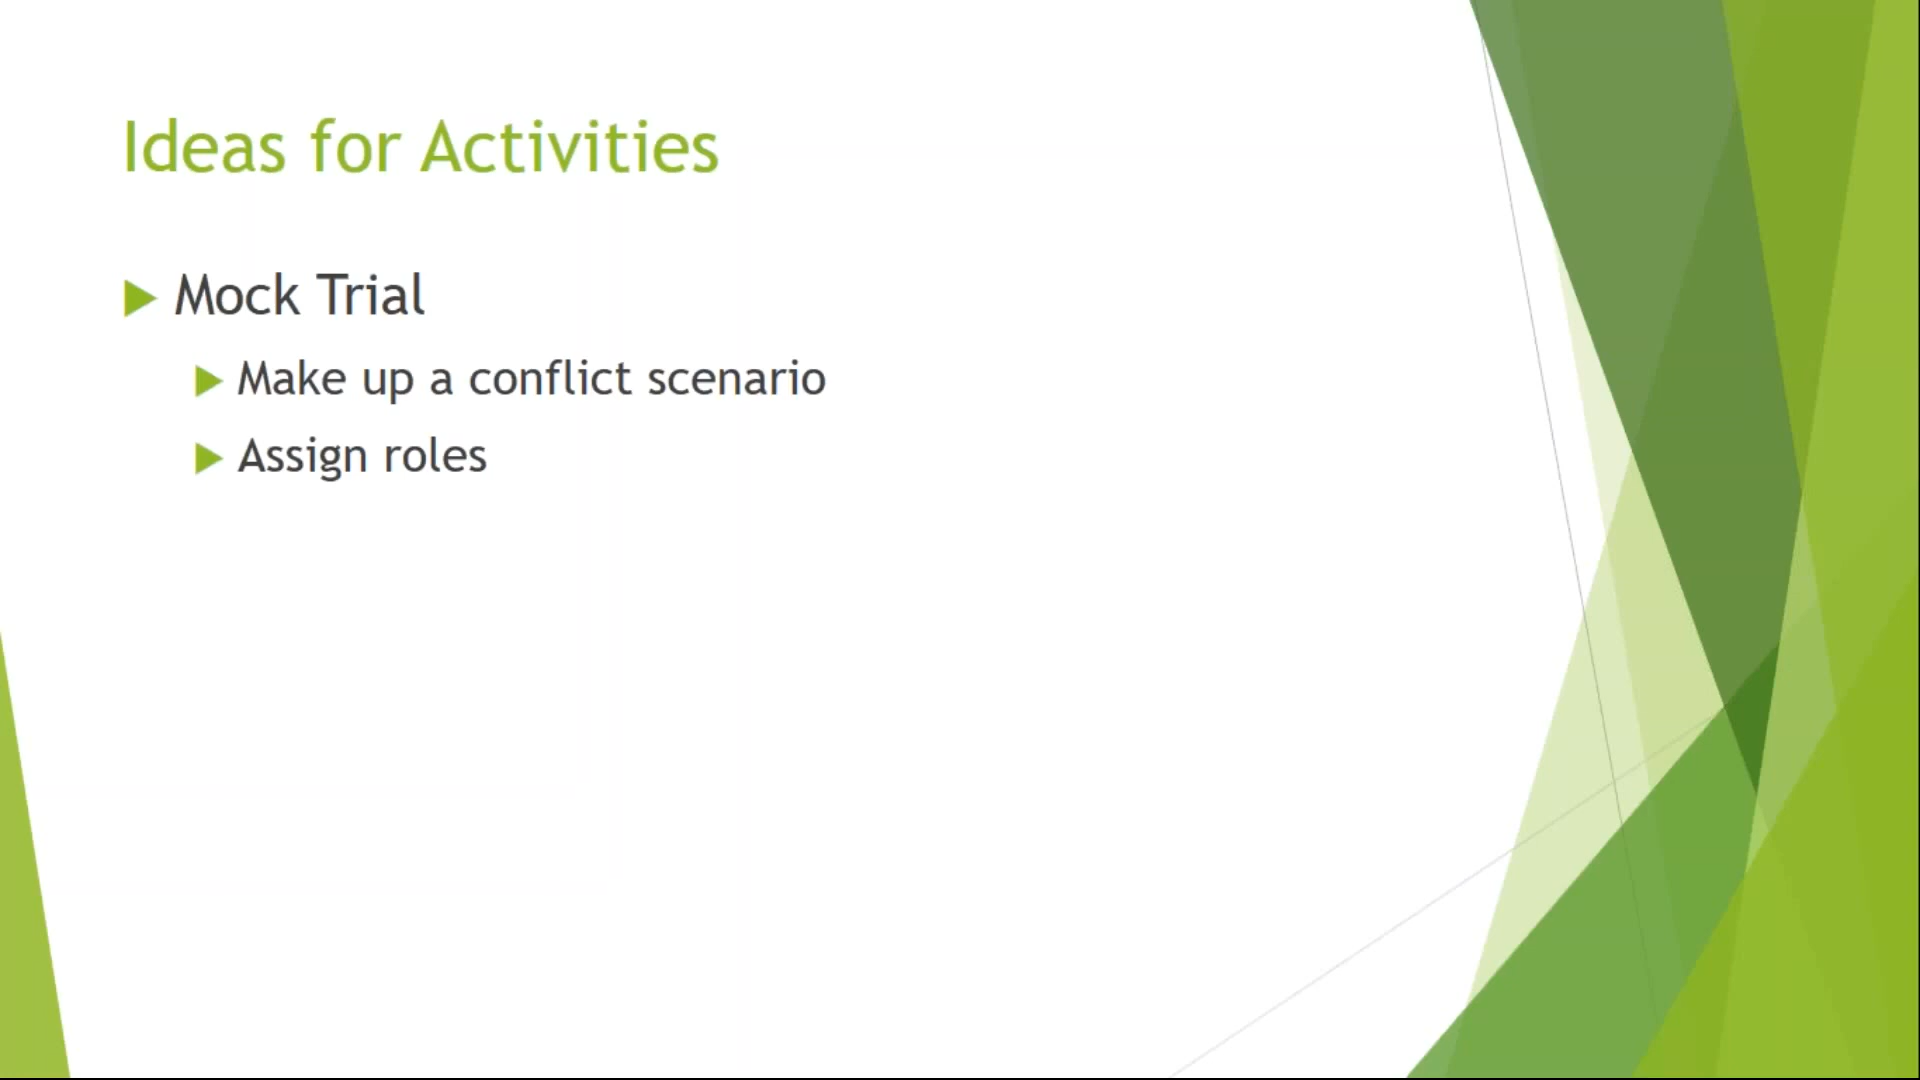 Ideas for Activities
Mock Trial
Make up a conflict scenario
Assign roles